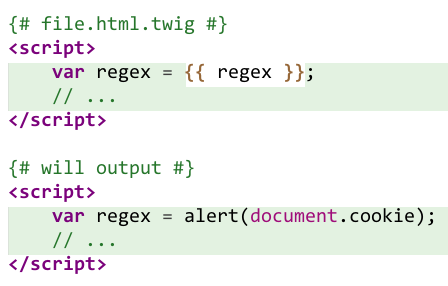 {# file.html.twig #}
<script>
var regex = {{ regex }};
// ...
</script>
{# will output #}
<script>
var regex = alert(document.cookie);
// ...
</script>